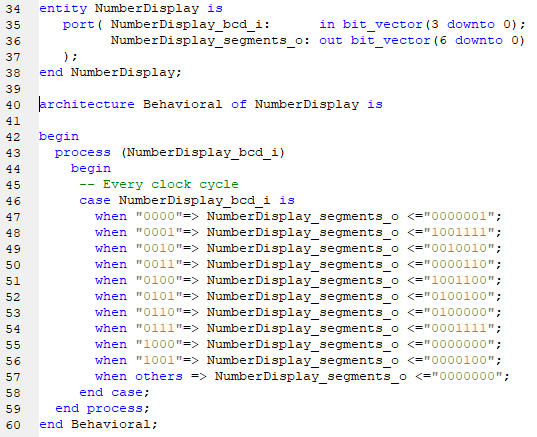 34 entity NumberDisplay is
35    port( NumberDisplay_bcd_i:      in bit_vector(3 downto 0);
36          NumberDisplay_segments_o: out bit_vector(6 downto 0)
37    );
38 end NumberDisplay;
39
40 architecture Behavioral of NumberDisplay is
41
42 begin
43   process (NumberDisplay_bcd_i)
44     begin
45      -- Every clock cycle
46      case NumberDisplay_bcd_i is
47        when "0000"=> NumberDisplay_segments_o <="0000001";
48        when "0001"=> NumberDisplay_segments_o <="1001111";
49        when "0010"=> NumberDisplay_segments_o <="0010010";
50        when "0011"=> NumberDisplay_segments_o <="0000110";
51        when "0100"=> NumberDisplay_segments_o <="1001100";
52        when "0101"=> NumberDisplay_segments_o <="0100100";
53        when "0110"=> NumberDisplay_segments_o <="0100000";
54        when "0111"=> NumberDisplay_segments_o <="0001111";
55        when "1000"=> NumberDisplay_segments_o <="0000000";
56        when "1001"=> NumberDisplay_segments_o <="0000100";
57        when others => NumberDisplay_segments_o <="0000000";
58      end case;
59   end process;
60 end Behavioral;